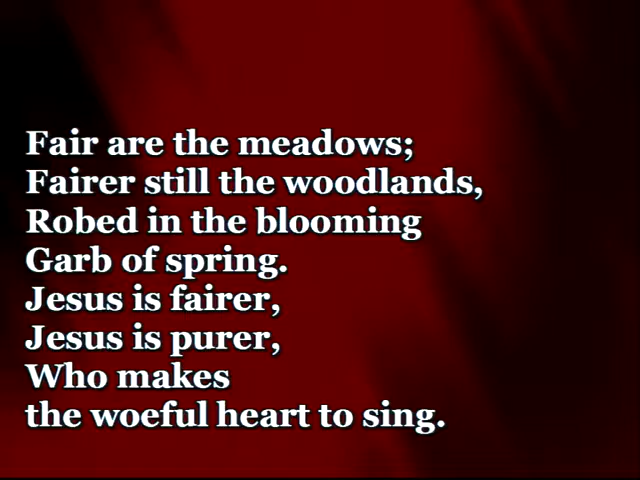 Fair are the meadows;
Fairer still the woodlands,
Robed in the blooming
Garb of spring.
Jesus is fairer,
Jesus is purer,
Who makes
the woeful heart to sing.